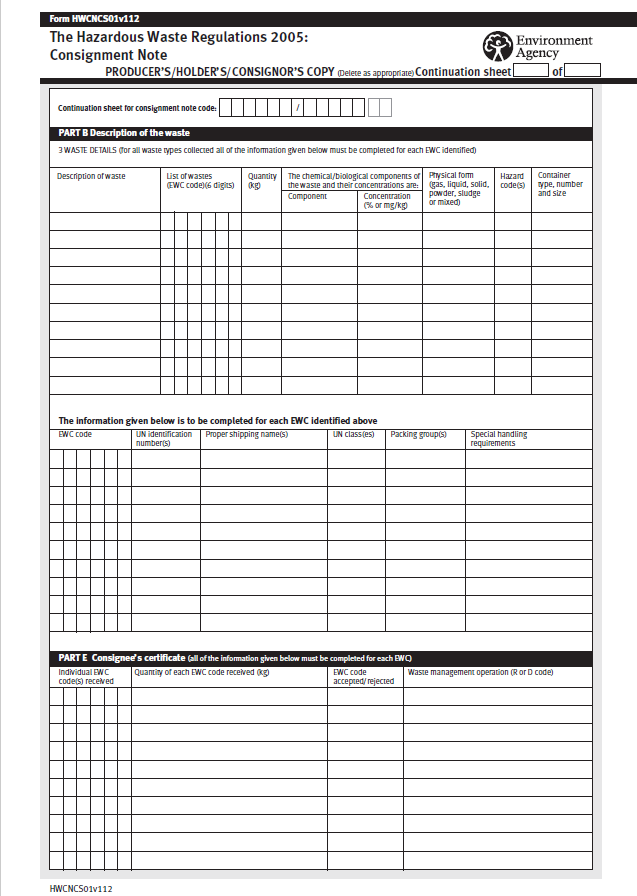 Form HWCNCS01v112
The Hazardous Waste Regulations 2005:
Consignment Note
Environment
Agency
PRODUCER'S/HOLDER'S/CONSIGNOR'S COPY (Delete as appropriate) Continuation sheet of
Continuation sheet for consignment note code: /
PART B Description of the waste
3 WASTE DETAILS (for all waste types collected all of the information given below must be completed for each EWC identified)
Description of waste
List of wastes
(EWC code)(6 digits)
Quantity
(kg)
The chemical/biological components of
the waste and their concentrations are:
Component
Concentration
(% or mg/kg)
Physical form
(gas, liquid, solid,
powder, sludge
or mixed)
Hazard
code(s)
Container
type, number
and size
The information given below is to be completed for each EWC identified above
EWC code
UN identification
number(s)
Proper shipping name(s)
UN class(es)
Packing group(s)
Special handling
requirements
PART E Consignee's certificate (all of the information given below must be completed for each EWC)
Individual EWC
code(s) received
Quantity of each EWC code received (kg)
EWC code
accepted/rejected
Waste management operation (R or D code)
HWCNCS01v112